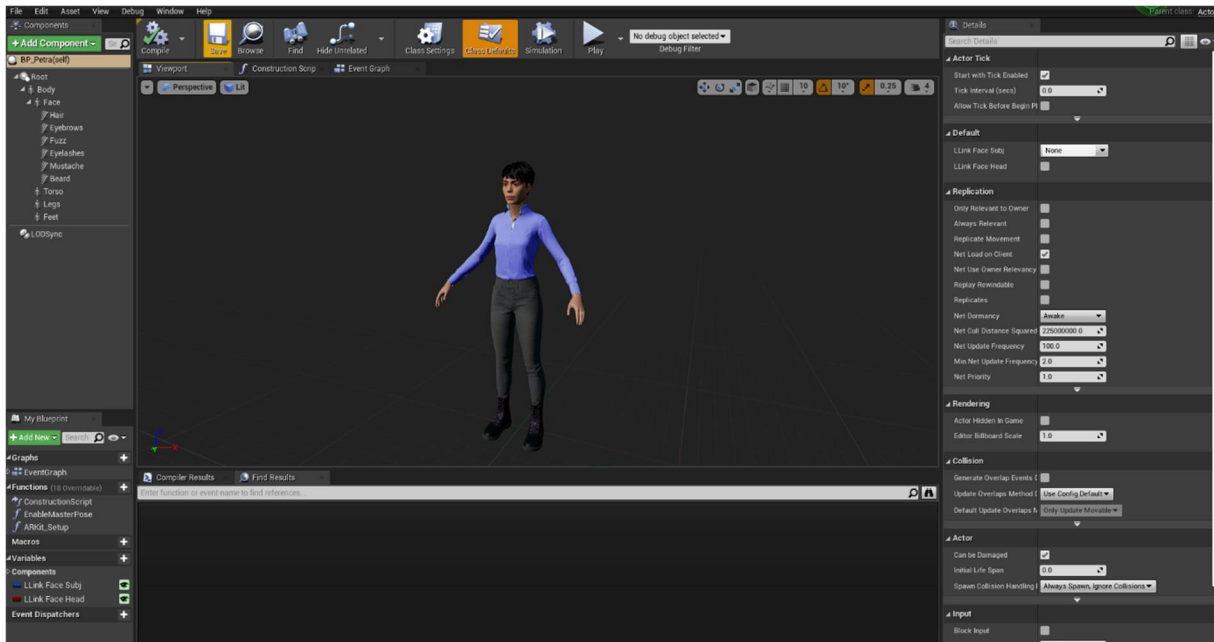 File Edit Asset View Debug Window Help
Parent class: Acto
Components
+Add Component
Se
BP_Petra(self)
Root
Body
Face
Hair
Eyebrows
Fuzz
Eyelashes
Mustache
Beard
Torso
Legs
Feet
LODSync
Compile
Save
Browse
Find
Hide Unrelated
Class Settings
Class Defaults
Simulation
Play
No debug object selected
Debug Filter
Viewport
Construction Scrip
Event Graph
Perspective
Lit
10
10°
0.25
4
X
My Blueprint
+Add New
Search
Graphs
EventGraph
Functions (18 Overridable)
ConstructionScript
EnableMasterPose
ARKit_Setup
Macros
Variables
Components
LLink Face Subj
LLink Face Head
Event Dispatchers
Compiler Results
Find Results
Enter function or event name to find references...
Details
Search Details
Actor Tick
Start with Tick Enabled
Tick Interval (secs) 0.0
Allow Tick Before Begin Pl
Default
LLink Face Subj None
LLink Face Head
Replication
Only Relevant to Owner
Always Relevant
Replicate Movement
Net Load on Client
Net Use Owner Relevancy
Replay Rewindable
Replicates
Net Dormancy Awake
Net Cull Distance Squared 225000000.0
Net Update Frequency 100.0
Min Net Update Frequency 2.0
Net Priority 1.0
Rendering
Actor Hidden In Game
Editor Billboard Scale 1.0
Collision
Generate Overlap Events D
Update Overlaps Method D Use Config Default
Default Update Overlaps M Only Update Movable
Actor
Can be Damaged
Initial Life Span 0.0
Spawn Collision Handling Always Spawn, Ignore Collisions
Input
Block Input